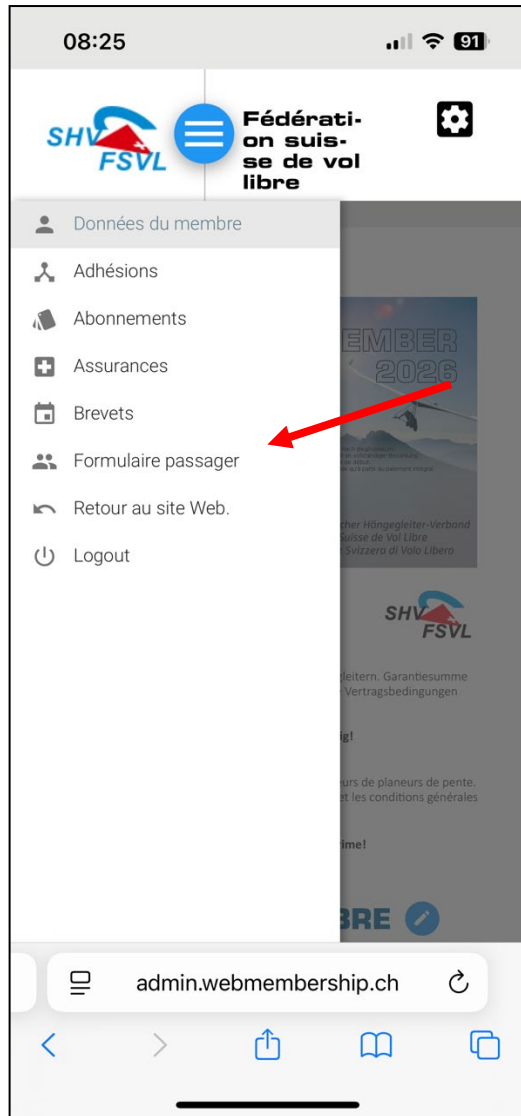 08:25
91
SHV
FSVL
Fédérati-
on suis-
se de vol
libre
Données du membre
Adhésions
Abonnements
Assurances
Brevets
Formulaire passager
Retour au site Web.
Logout
EMBER
2026
cher Hängegleiter-Verband
Suisse de Vol Libre
Svizzera di Volo Libero
SHV
FSVL
gleitern. Garantiesumme
Vertragsbedingungen
ig!
eurs de planeurs de pente.
et les conditions générales
rime!
BRE
admin.webmembership.ch